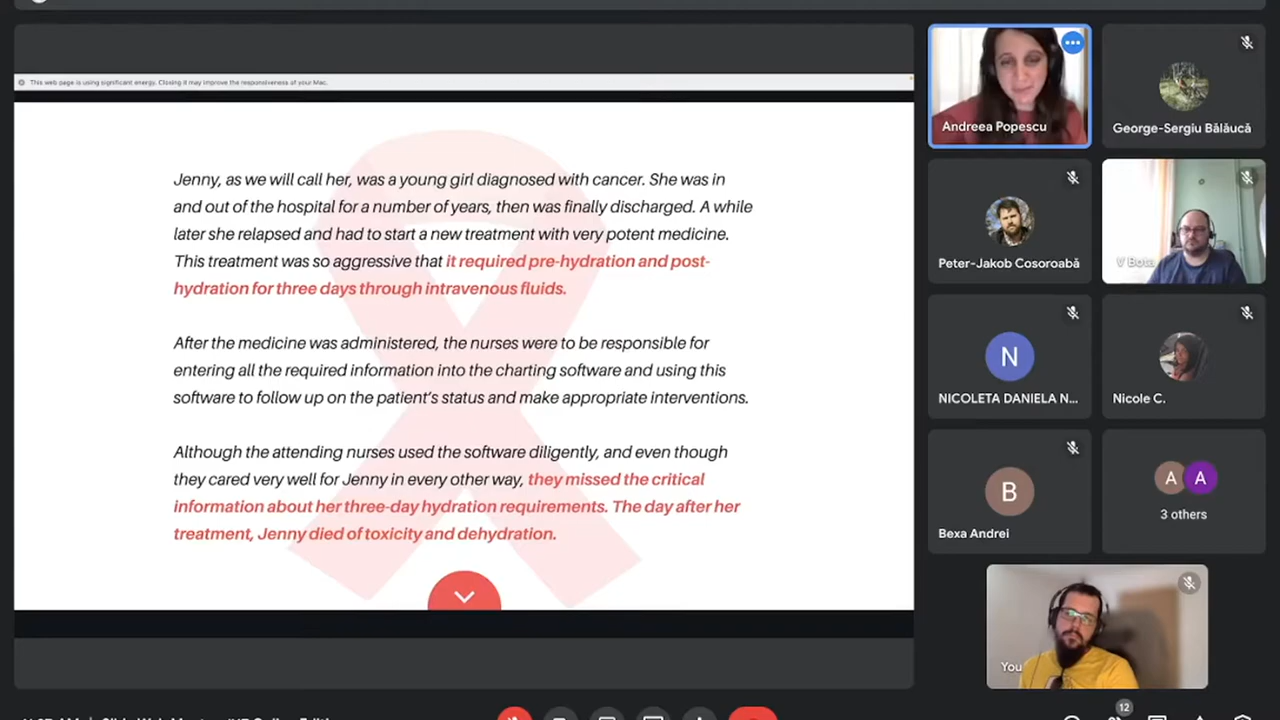 This web page is using significant energy. Closing it may improve the responsiveness of your Mac.
Jenny, as we will call her, was a young girl diagnosed with cancer. She was in
and out of the hospital for a number of years, then was finally discharged. A while
later she relapsed and had to start a new treatment with very potent medicine.
This treatment was so aggressive that it required pre-hydration and post-
hydration for three days through intravenous fluids.
After the medicine was administered, the nurses were to be responsible for
entering all the required information into the charting software and using this
software to follow up on the patient's status and make appropriate interventions.
Although the attending nurses used the software diligently, and even though
they cared very well for Jenny in every other way, they missed the critical
information about her three-day hydration requirements. The day after her
treatment, Jenny died of toxicity and dehydration.
Andreea Popescu
George-Sergiu Bălăucă
Peter-Jakob Cosoroabă
V Bota
N
NICOLETA DANIELA N...
Nicole C.
B
Bexa Andrei
A A
3 others
You
12